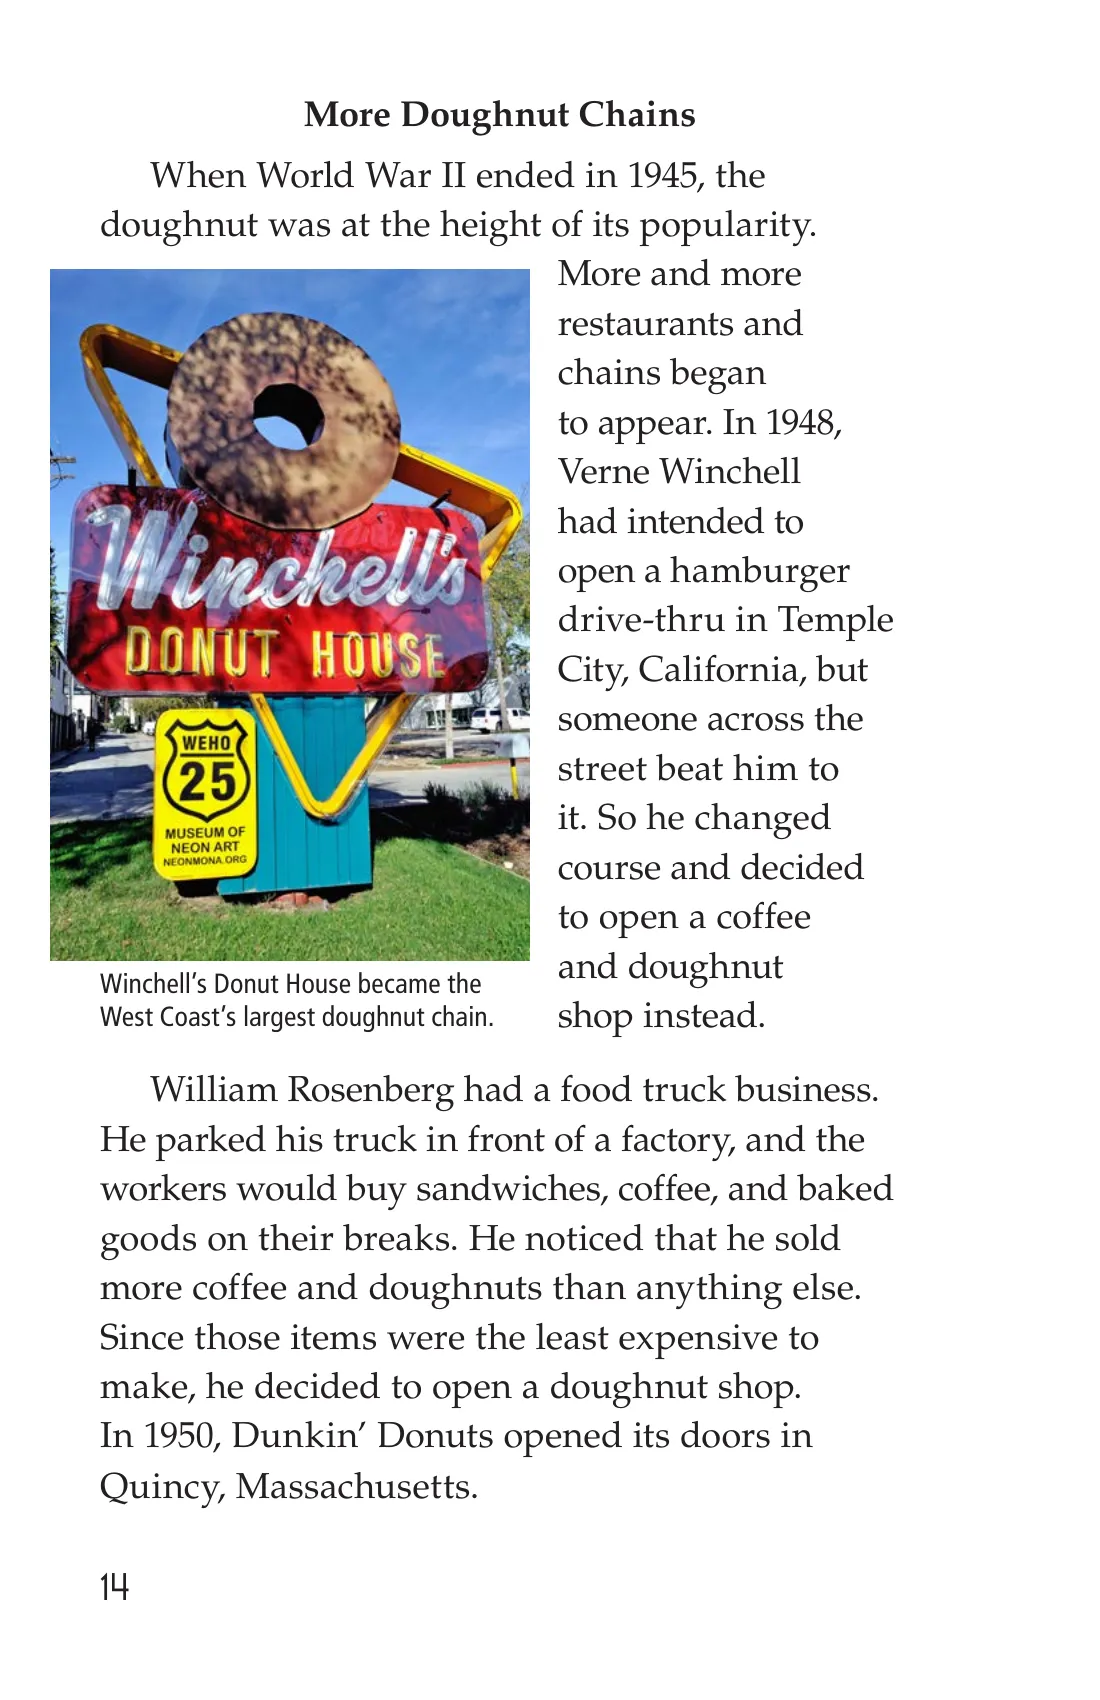 More Doughnut Chains
When World War II ended in 1945, the
doughnut was at the height of its popularity.
More and more
restaurants and
chains began
to appear. In 1948,
Verne Winchell
had intended to
open a hamburger
drive-thru in Temple
City, California, but
someone across the
street beat him to
it. So he changed
course and decided
to open a coffee
and doughnut
shop instead.
Winchell's
DONUT HOUSE
WEHO
25
MUSEUM OF
NEON ART
NEONMONA.ORG
Winchell's Donut House became the
West Coast's largest doughnut chain.
William Rosenberg had a food truck business.
He parked his truck in front of a factory, and the
workers would buy sandwiches, coffee, and baked
goods on their breaks. He noticed that he sold
more coffee and doughnuts than anything else.
Since those items were the least expensive to
make, he decided to open a doughnut shop.
In 1950, Dunkin’ Donuts opened its doors in
Quincy, Massachusetts.
14